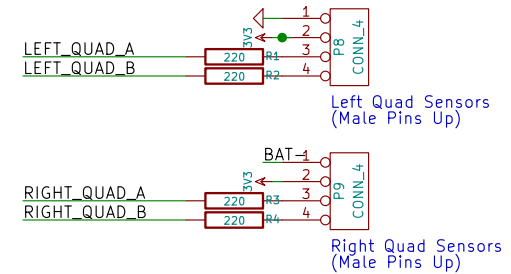 1
3V3
2
LEFT_QUAD_A
220
R1
3
LEFT_QUAD_B
220
R2
4
P8
CONN_4
Left Quad Sensors
(Male Pins Up)
BAT-
1
3V3
2
RIGHT_QUAD_A
220
R3
3
RIGHT_QUAD_B
220
R4
4
P9
CONN_4
Right Quad Sensors
(Male Pins Up)